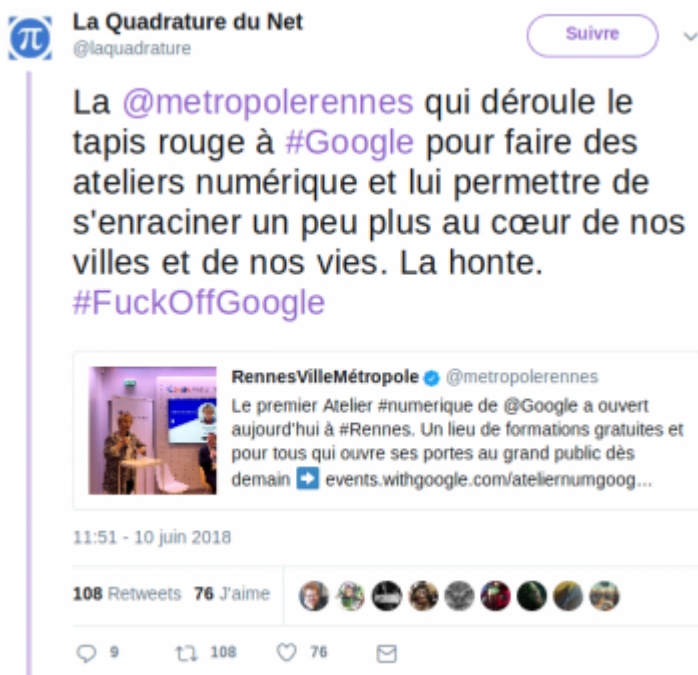 La Quadrature du Net
@laquadrature
Suivre
La @metropolerennes qui déroule le
tapis rouge à #Google pour faire des
ateliers numérique et lui permettre de
s'enraciner un peu plus au cœur de nos
villes et de nos vies. La honte.
#FuckOffGoogle
RennesVilleMétropole @metropolerennes
Le premier Atelier #numerique de @Google a ouvert
aujourd'hui à #Rennes. Un lieu de formations gratuites et
pour tous qui ouvre ses portes au grand public dès
demain ➡ events.withgoogle.com/ateliernumgoog…
11:51 - 10 juin 2018
108 Retweets 76 J'aime
9 108 76